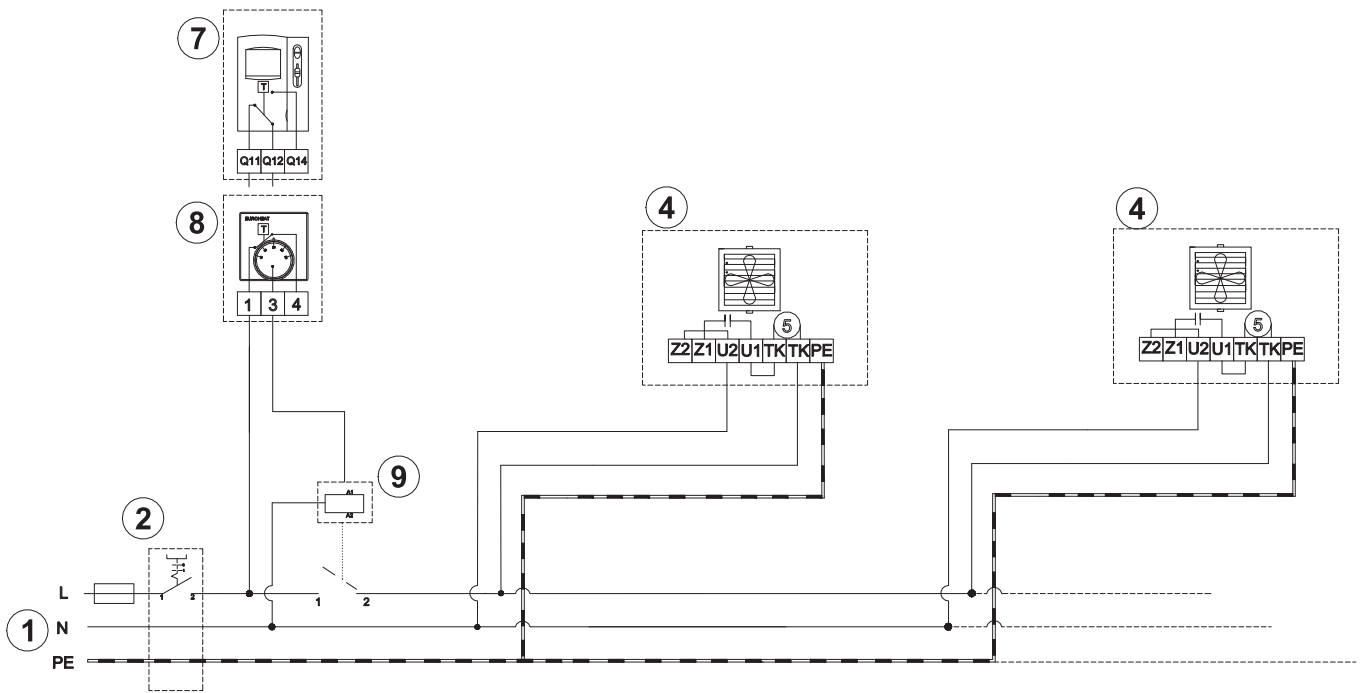 7
T
Q11 Q12 Q14
8
EUROHEAT
T
1 3 4
4
5
Z2 Z1 U2 U1 TK TK PE
4
5
Z2 Z1 U2 U1 TK TK PE
9
A1
A2
2
L
1 2
1 2
1
N
PE